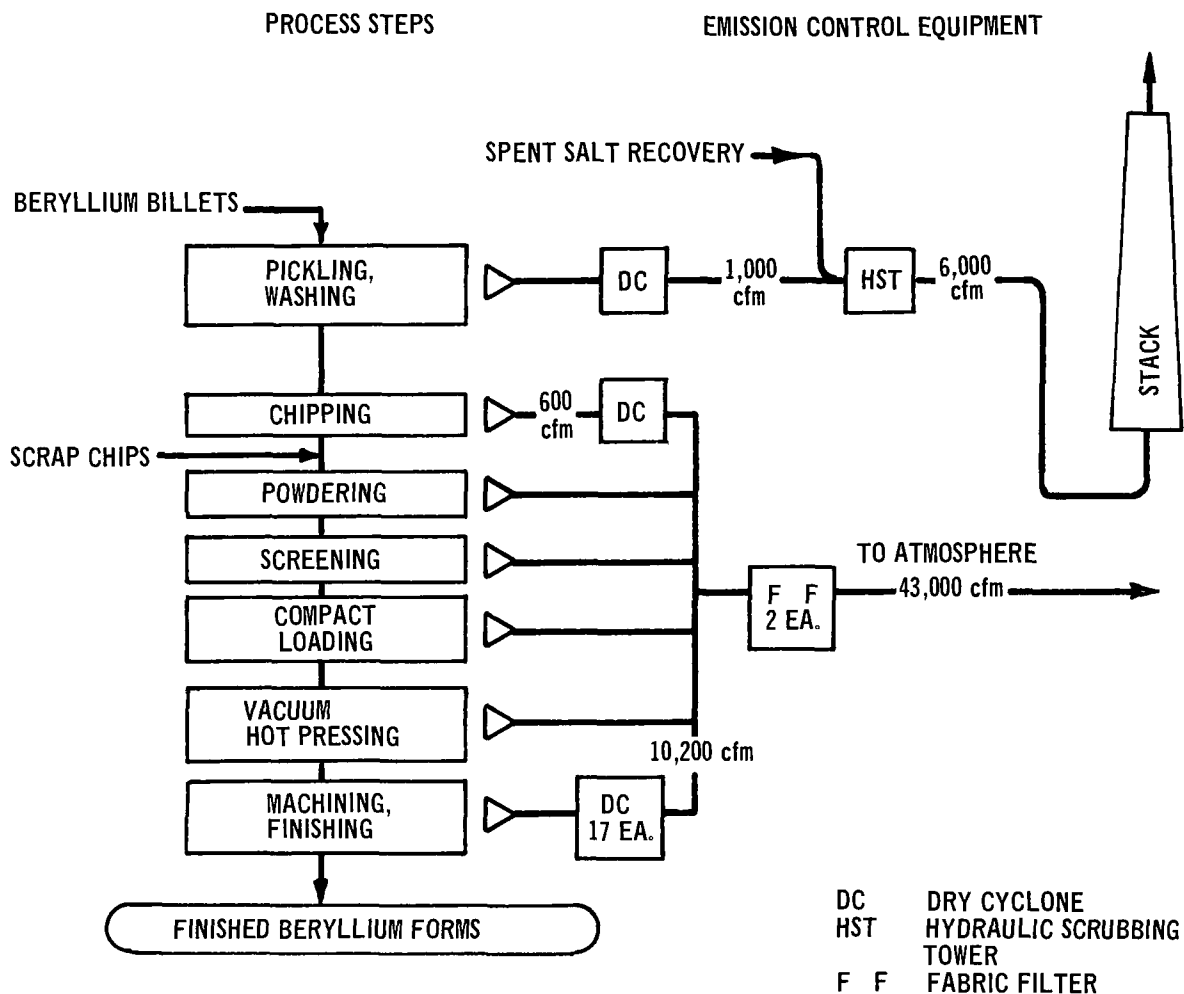 PROCESS STEPS
EMISSION CONTROL EQUIPMENT
SPENT SALT RECOVERY
BERYLLIUM BILLETS
PICKLING,
WASHING
DC
1,000
cfm
HST
6,000
cfm
STACK
CHIPPING
600
cfm
DC
SCRAP CHIPS
POWDERING
SCREENING
COMPACT
LOADING
F F
2 EA.
TO ATMOSPHERE
43,000 cfm
VACUUM
HOT PRESSING
10,200 cfm
MACHINING,
FINISHING
DC
17 EA.
FINISHED BERYLLIUM FORMS
DC DRY CYCLONE
HST HYDRAULIC SCRUBBING
TOWER
F F FABRIC FILTER